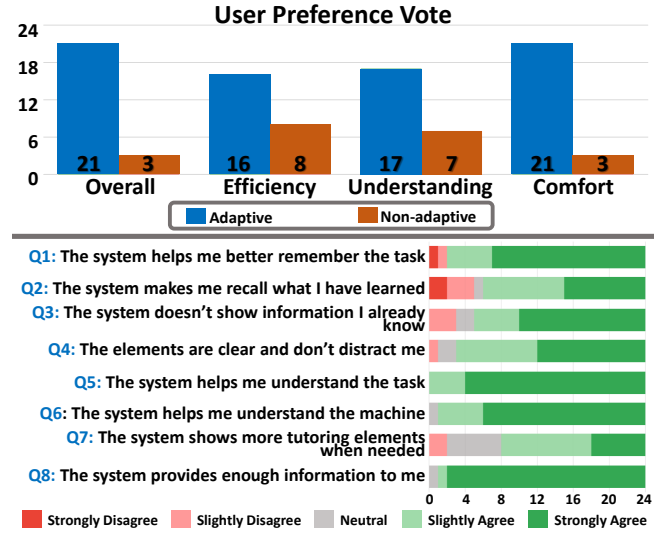 User Preference Vote
24
18
12
6
0
21 3 16 8 17 7 21 3
Overall Efficiency Understanding Comfort
Adaptive Non-adaptive
Q1: The system helps me better remember the task
Q2: The system makes me recall what I have learned
Q3: The system doesn't show information I already
know
Q4: The elements are clear and don't distract me
Q5: The system helps me understand the task
Q6: The system helps me understand the machine
Q7: The system shows more tutoring elements
when needed
Q8: The system provides enough information to me
0 4 8 12 16 20 24
Strongly Disagree Slightly Disagree Neutral Slightly Agree Strongly Agree